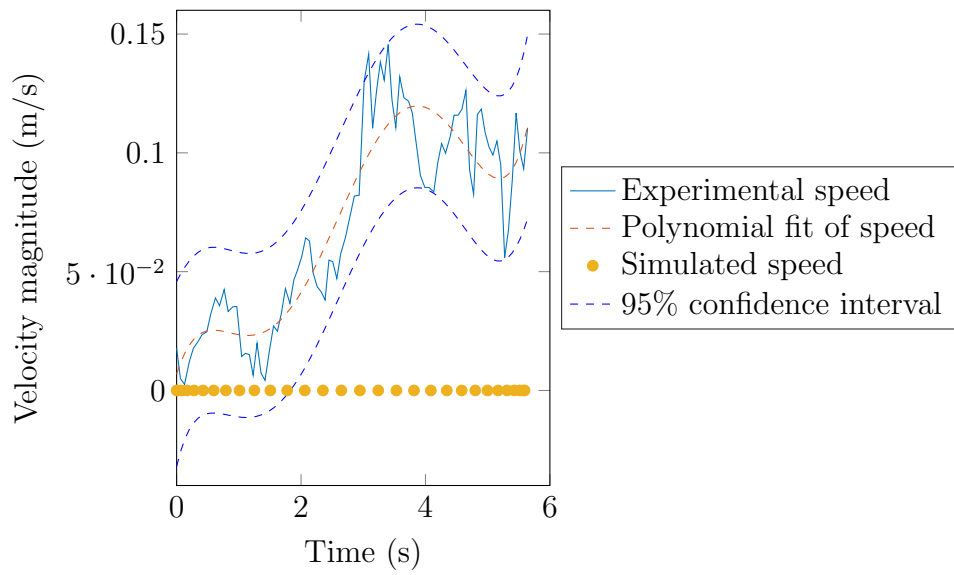 0.15
0.1
5 · 10⁻²
0
Velocity magnitude (m/s)
0 2 4 6
Time (s)
Experimental speed
Polynomial fit of speed
Simulated speed
95% confidence interval